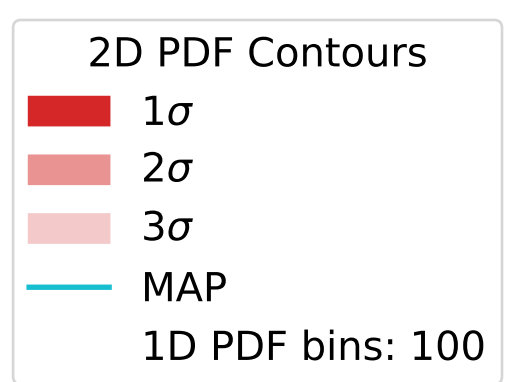 2D PDF Contours
1σ
2σ
3σ
MAP
1D PDF bins: 100